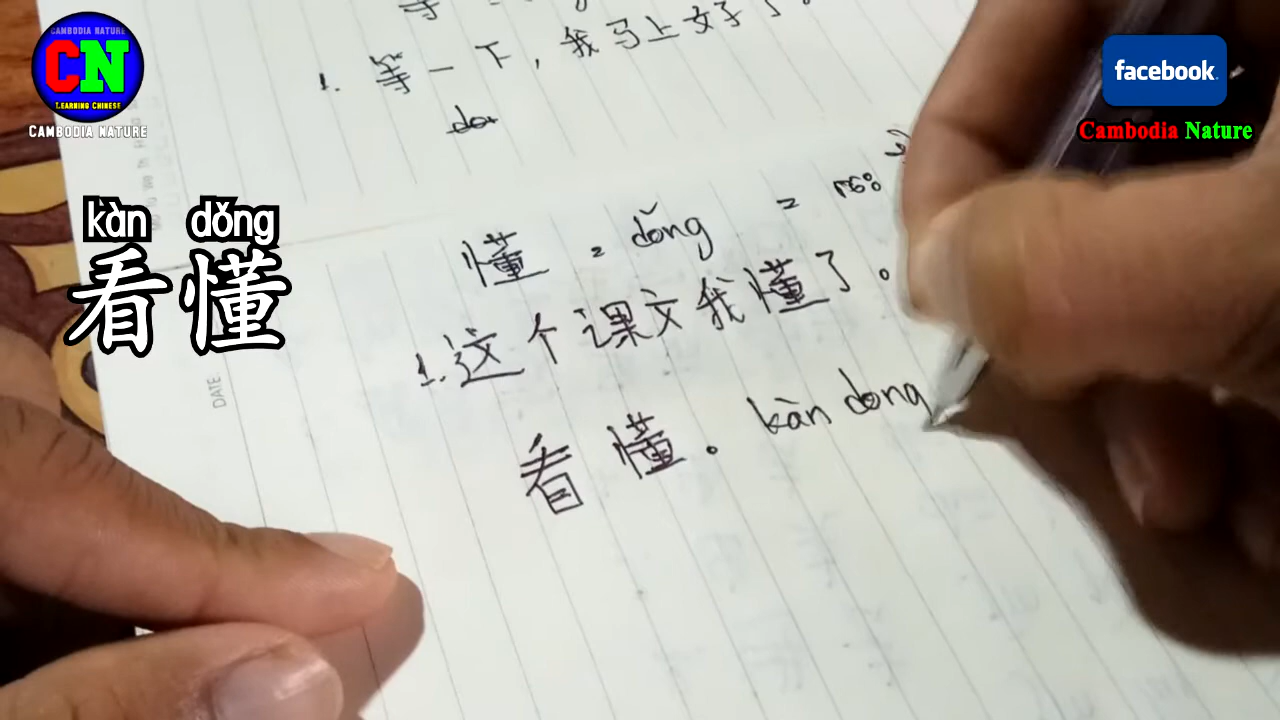 CAMBODIA NATURE
CN
LEARNING CHINESE
CAMBODIA NATURE
facebook
Cambodia Nature
1. 等一下，我马上好了。
kàn dǒng
看懂
懂 = dǒng =
1.这个课文我懂了。
看懂. kàn dong
DATE